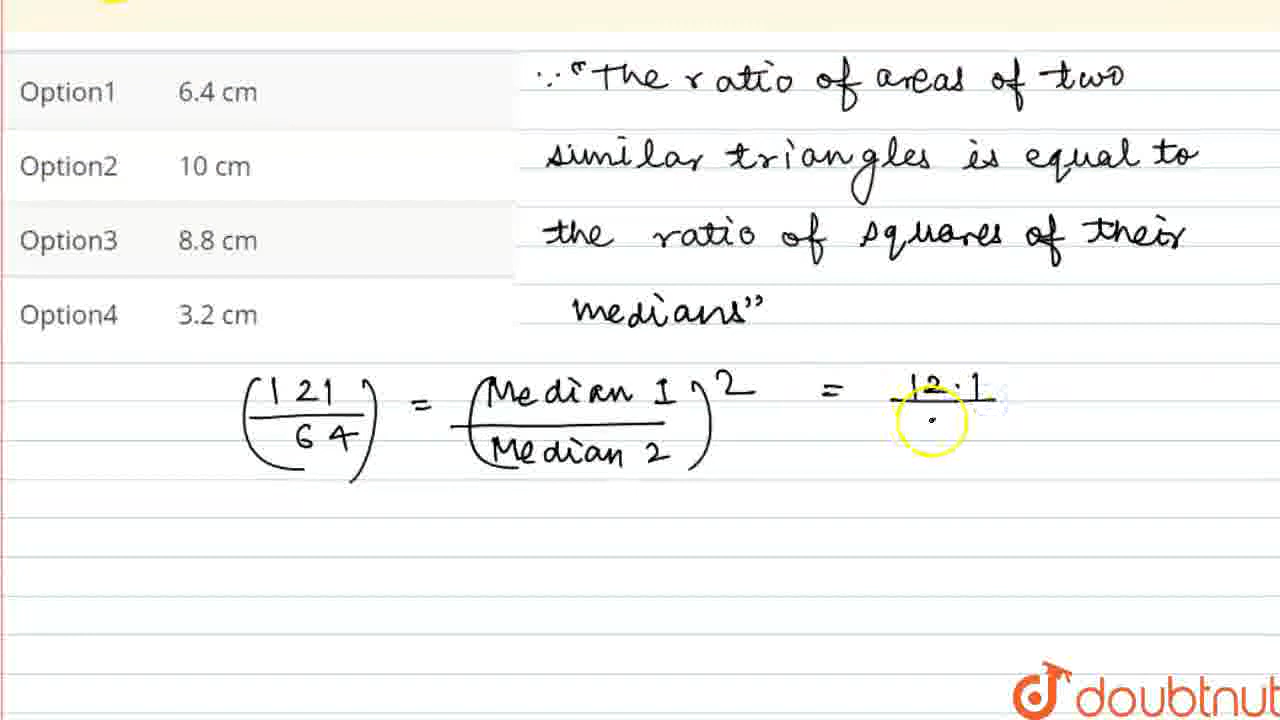 Option1 6.4 cm
Option2 10 cm
Option3 8.8 cm
Option4 3.2 cm
∵ "The ratio of areas of two
similar triangles is equal to
the ratio of squares of their
medians"
(121/64) = (Median 1/Median 2)² = 12.1/
doubtnut